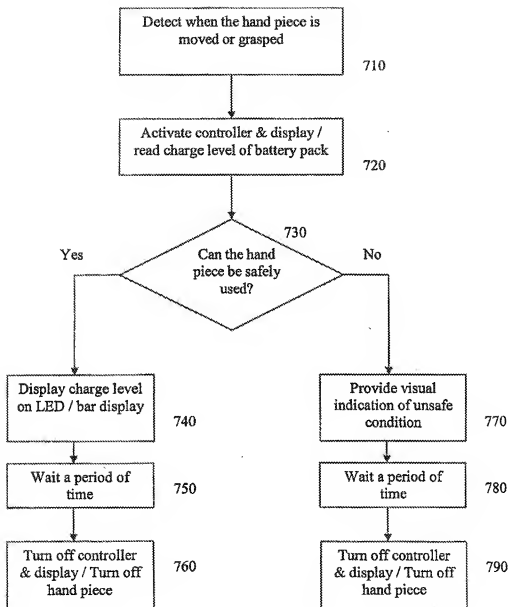 Detect when the hand piece is
moved or grasped
710
Activate controller & display /
read charge level of battery pack
720
730
Yes
Can the hand
piece be safely
used?
No
Display charge level
on LED / bar display
740
Provide visual
indication of unsafe
condition
770
Wait a period of
time
750
Wait a period of
time
780
Turn off controller
& display / Turn off
hand piece
760
Turn off controller
& display / Turn off
hand piece
790